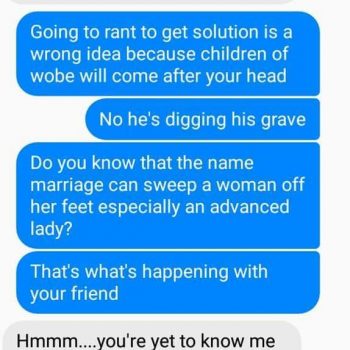 Going to rant to get solution is a
wrong idea because children of
wobe will come after your head
No he's digging his grave
Do you know that the name
marriage can sweep a woman off
her feet especially an advanced
lady?
That's what's happening with
your friend
Hmmm....you're yet to know me